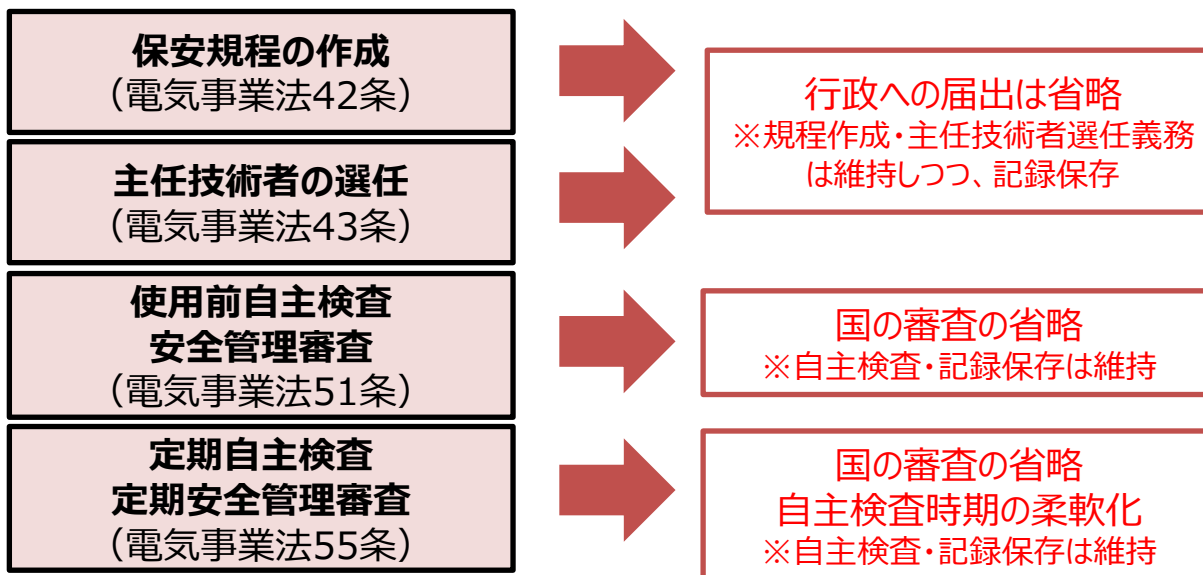 保安規程の作成
（電気事業法42条）
行政への届出は省略
※規程作成・主任技術者選任義務
は維持しつつ、記録保存
主任技術者の選任
（電気事業法43条）
使用前自主検査
安全管理審査
（電気事業法51条）
国の審査の省略
※自主検査・記録保存は維持
定期自主検査
定期安全管理審査
（電気事業法55条）
国の審査の省略
自主検査時期の柔軟化
※自主検査・記録保存は維持